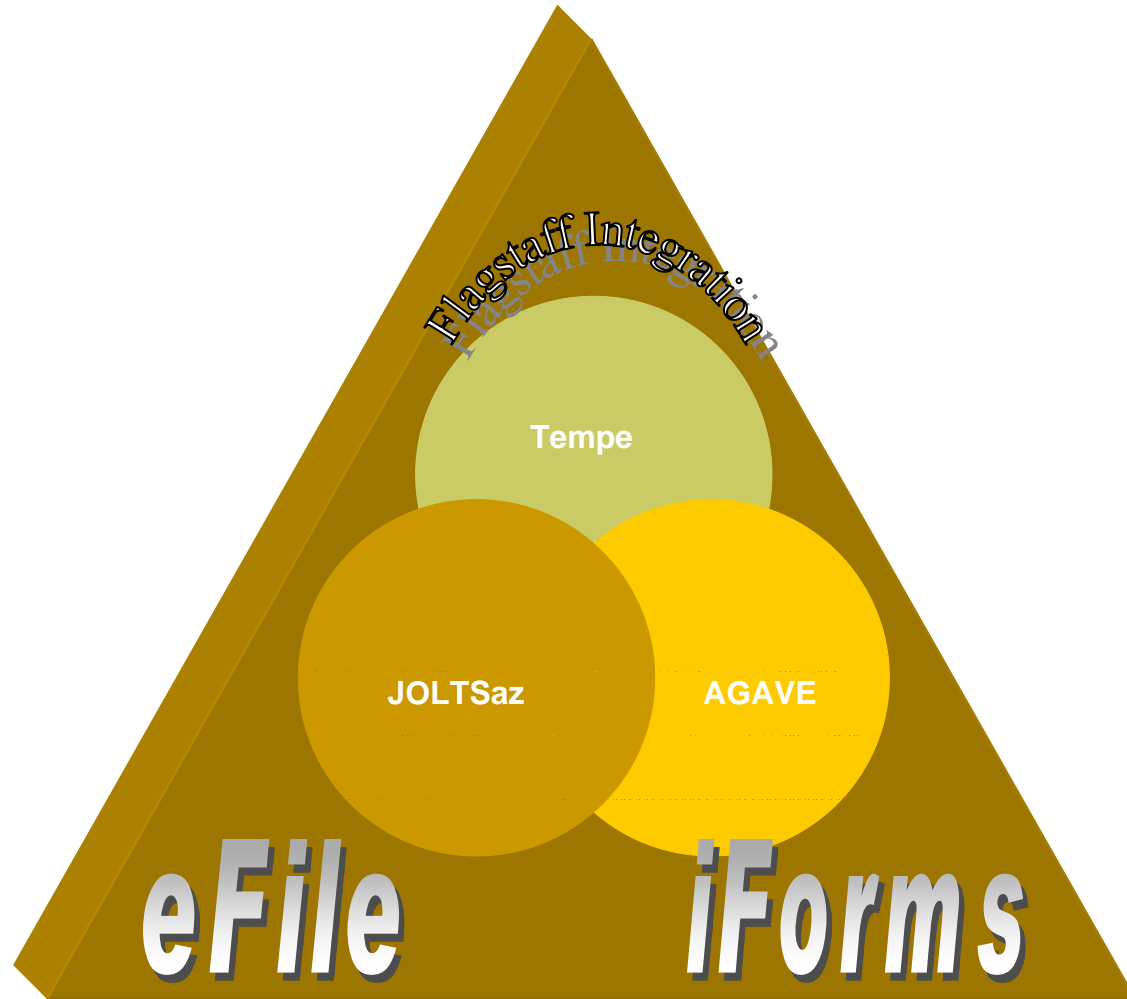 Flagstaff Integration
Tempe
JOLTSaz
AGAVE
eFile
iForms